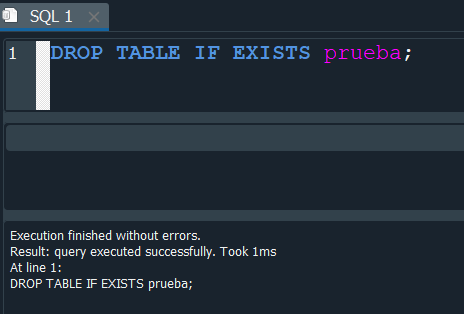 SQL 1
1 DROP TABLE IF EXISTS prueba;
Execution finished without errors.
Result: query executed successfully. Took 1ms
At line 1:
DROP TABLE IF EXISTS prueba;